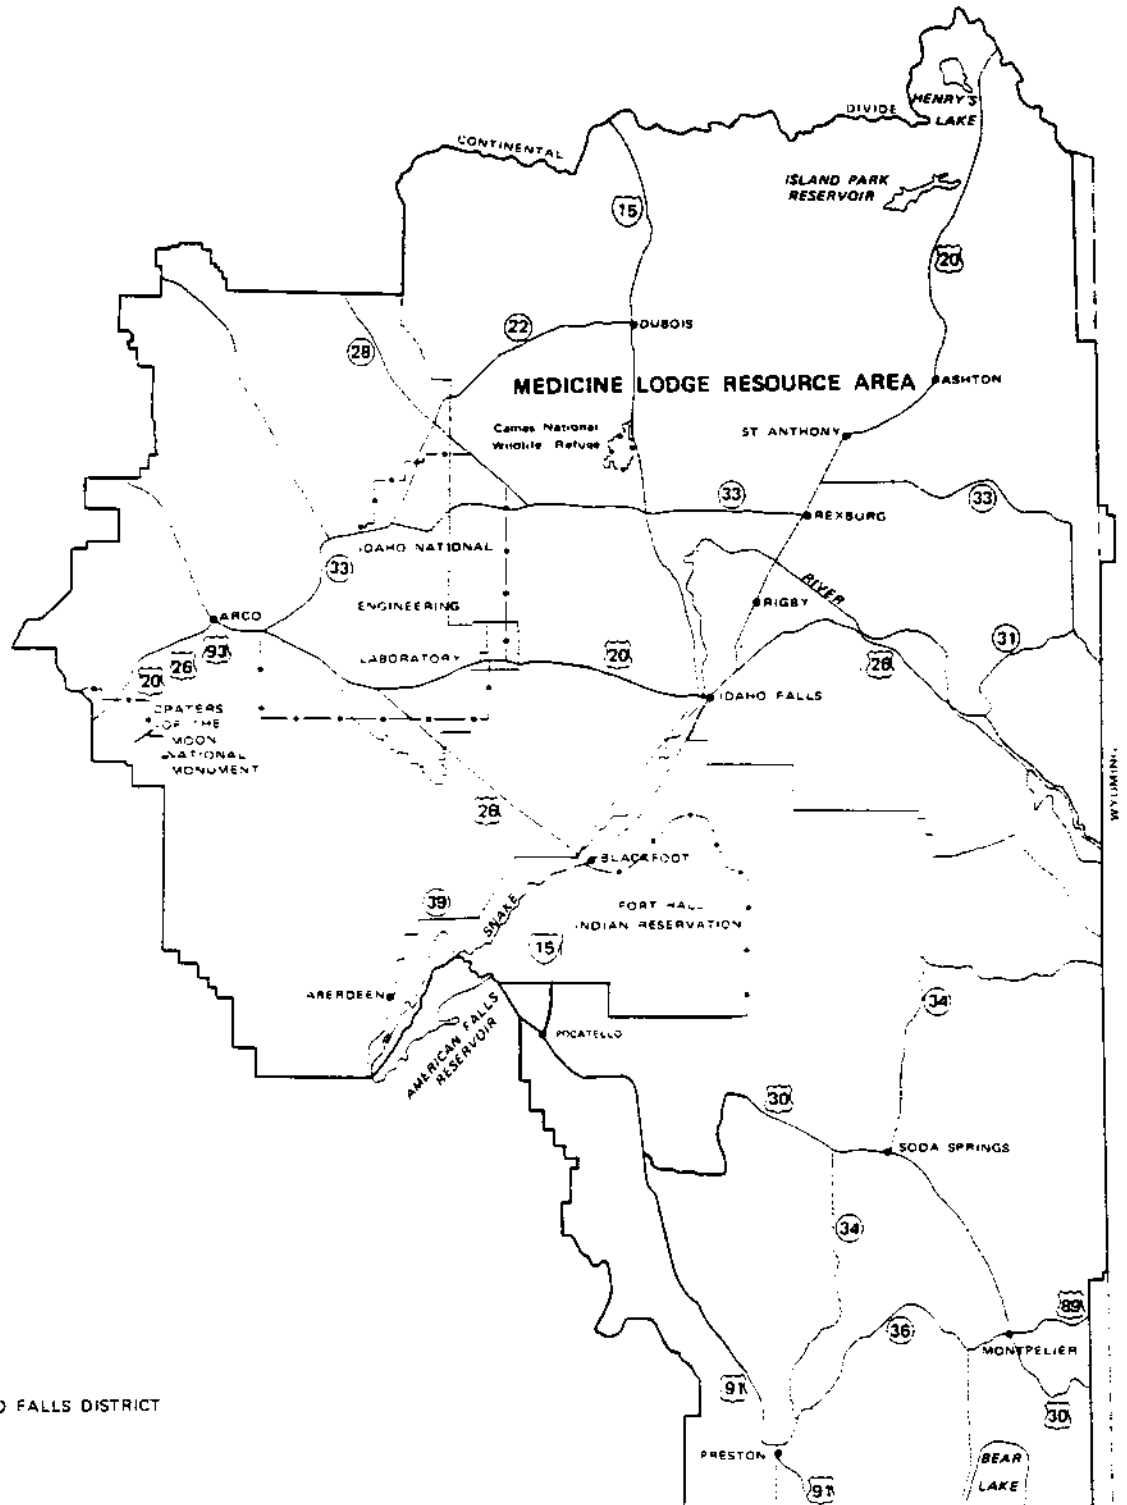 HENRY'S
LAKE
DIVIDE
CONTINENTAL
ISLAND PARK
RESERVOIR
15
20
22
DUBOIS
28
MEDICINE LODGE RESOURCE AREA
ASHTON
Camas National
Wildlife Refuge
ST ANTHONY
33
33
REXBURG
IDAHO NATIONAL
33
RIVER
RIGBY
ENGINEERING
ARCO
31
LABORATORY
93
26
20
20
26
IDAHO FALLS
CRATERS
OF THE
MOON
NATIONAL
MONUMENT
WYOMING
26
BLACKFOOT
39
SNAKE
FORT HALL
INDIAN RESERVATION
15
ABERDEEN
34
AMERICAN FALLS
RESERVOIR
POCATELLO
30
SODA SPRINGS
34
89
36
MONTPELIER
91
30
O FALLS DISTRICT
PRESTON
BEAR
LAKE
91